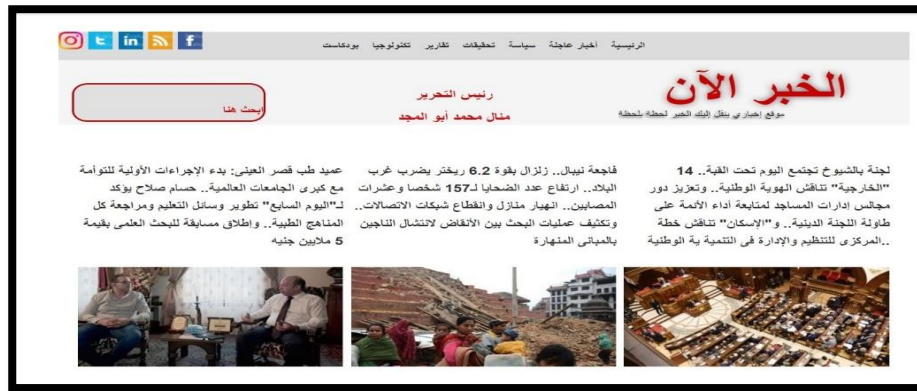 الرئيسية أخبار عاجلة سياسة تحقيقات تقارير تكنولوجيا بودكاست
الخبر الآن
موقع إخباري ينقل إليك الخبر لحظة بلحظة
رئيس التحرير
منال محمد أبو المجد
ابحث هنا
لجنة بالشيوخ تجتمع اليوم تحت القبة.. 14
"الخارجية" تناقش الهوية الوطنية.. وتعزيز دور
مجالس إدارات المساجد لمتابعة أداء الأئمة على
طاولة اللجنة الدينية.. و"الإسكان" تناقش خطة
..المركزى للتنظيم والإدارة فى التنمية ية الوطنية
فاجعة نيبال.. زلزال بقوة 6.2 ريختر يضرب غرب
البلاد.. ارتفاع عدد الضحايا لـ157 شخصا وعشرات
المصابين.. انهيار منازل وانقطاع شبكات الاتصالات..
وتكثيف عمليات البحث بين الأنقاض لانتشال الناجين
بالمبانى المنهارة
عميد طب قصر العينى: بدء الإجراءات الأولية للتوأمة
مع كبرى الجامعات العالمية.. حسام صلاح يؤكد
لـ"اليوم السابع" تطوير وسائل التعليم ومراجعة كل
المناهج الطبية.. وإطلاق مسابقة للبحث العلمى بقيمة
5 ملايين جنيه